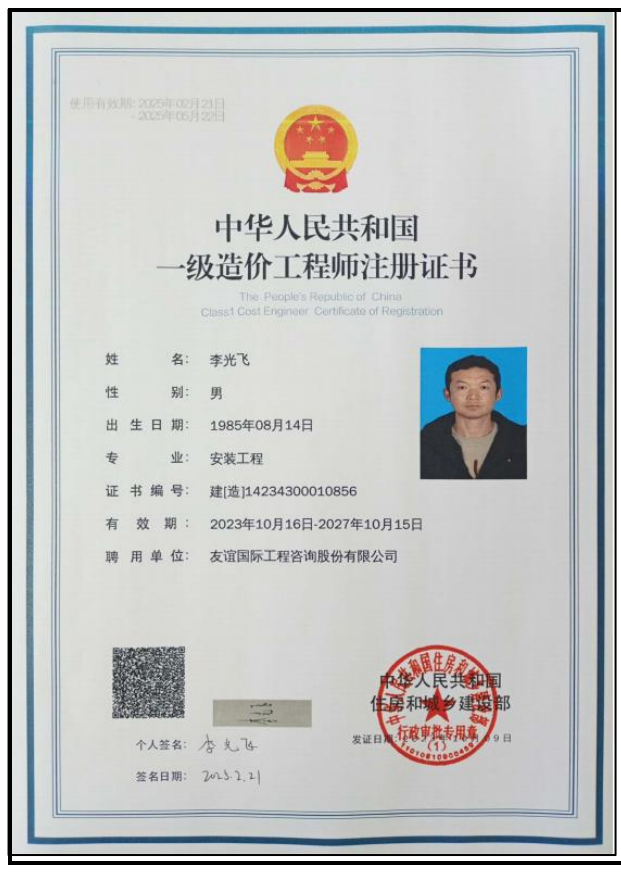 使用有效期: 2025年02月21日
- 2025年05月22日
中华人民共和国
一级造价工程师注册证书
The People's Republic of China
Class1 Cost Engineer Certificate of Registration
姓 名: 李光飞
性 别: 男
出 生 日 期: 1985年08月14日
专 业: 安装工程
证 书 编 号: 建[造]14234300010856
有 效 期: 2023年10月16日-2027年10月15日
聘 用 单 位: 友谊国际工程咨询股份有限公司
中华人民共和国
住房和城乡建设部
行政审批专用章
(1)
个人签名: 李光飞
发证日期:
签名日期: 2025.2.21